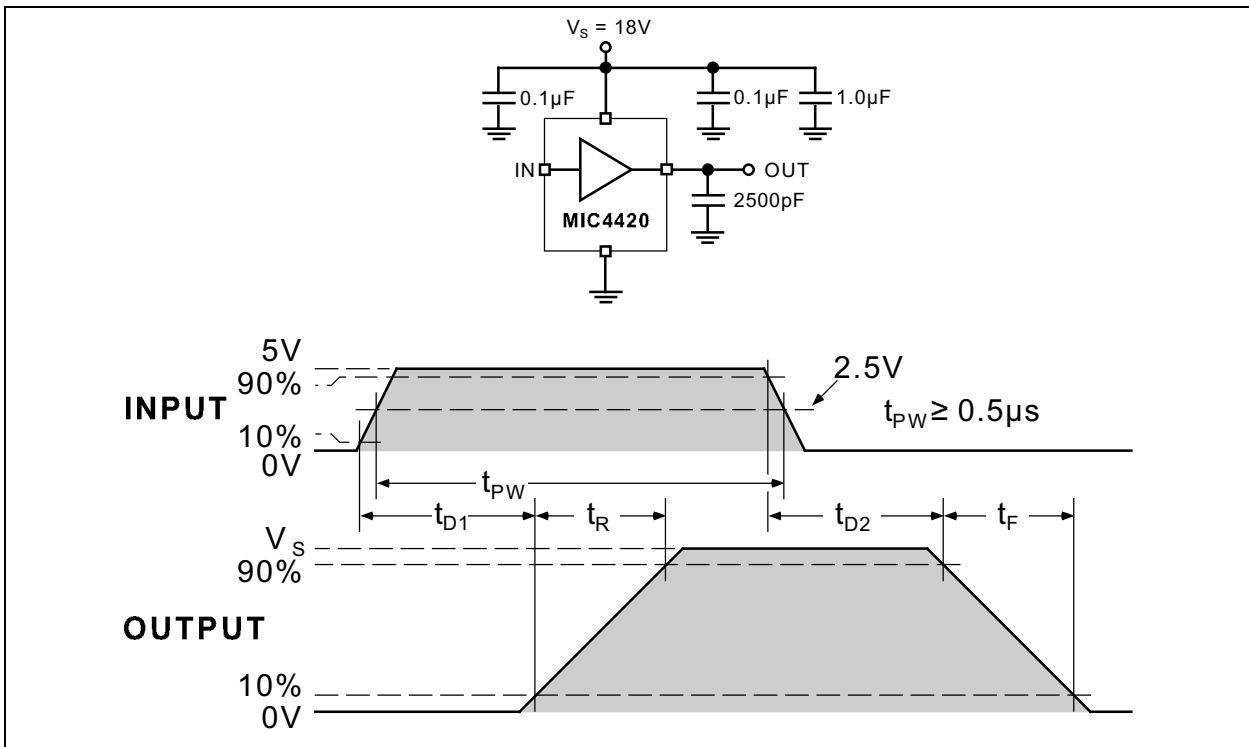 V_S = 18V
0.1µF
0.1µF
1.0µF
IN
OUT
2500pF
MIC4420
5V
90%
2.5V
INPUT
t_PW ≥ 0.5µs
10%
0V
t_PW
t_D1
t_R
t_D2
t_F
V_S
90%
OUTPUT
10%
0V